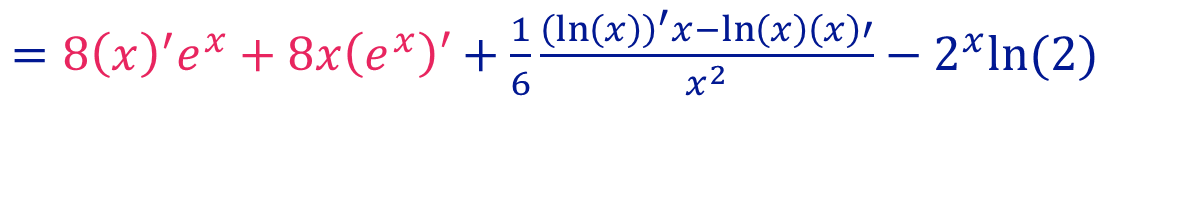 = 8(x)′eˣ + 8x(eˣ)′ + 1/6 (ln(x))′x−ln(x)(x)′/x² − 2ˣln(2)